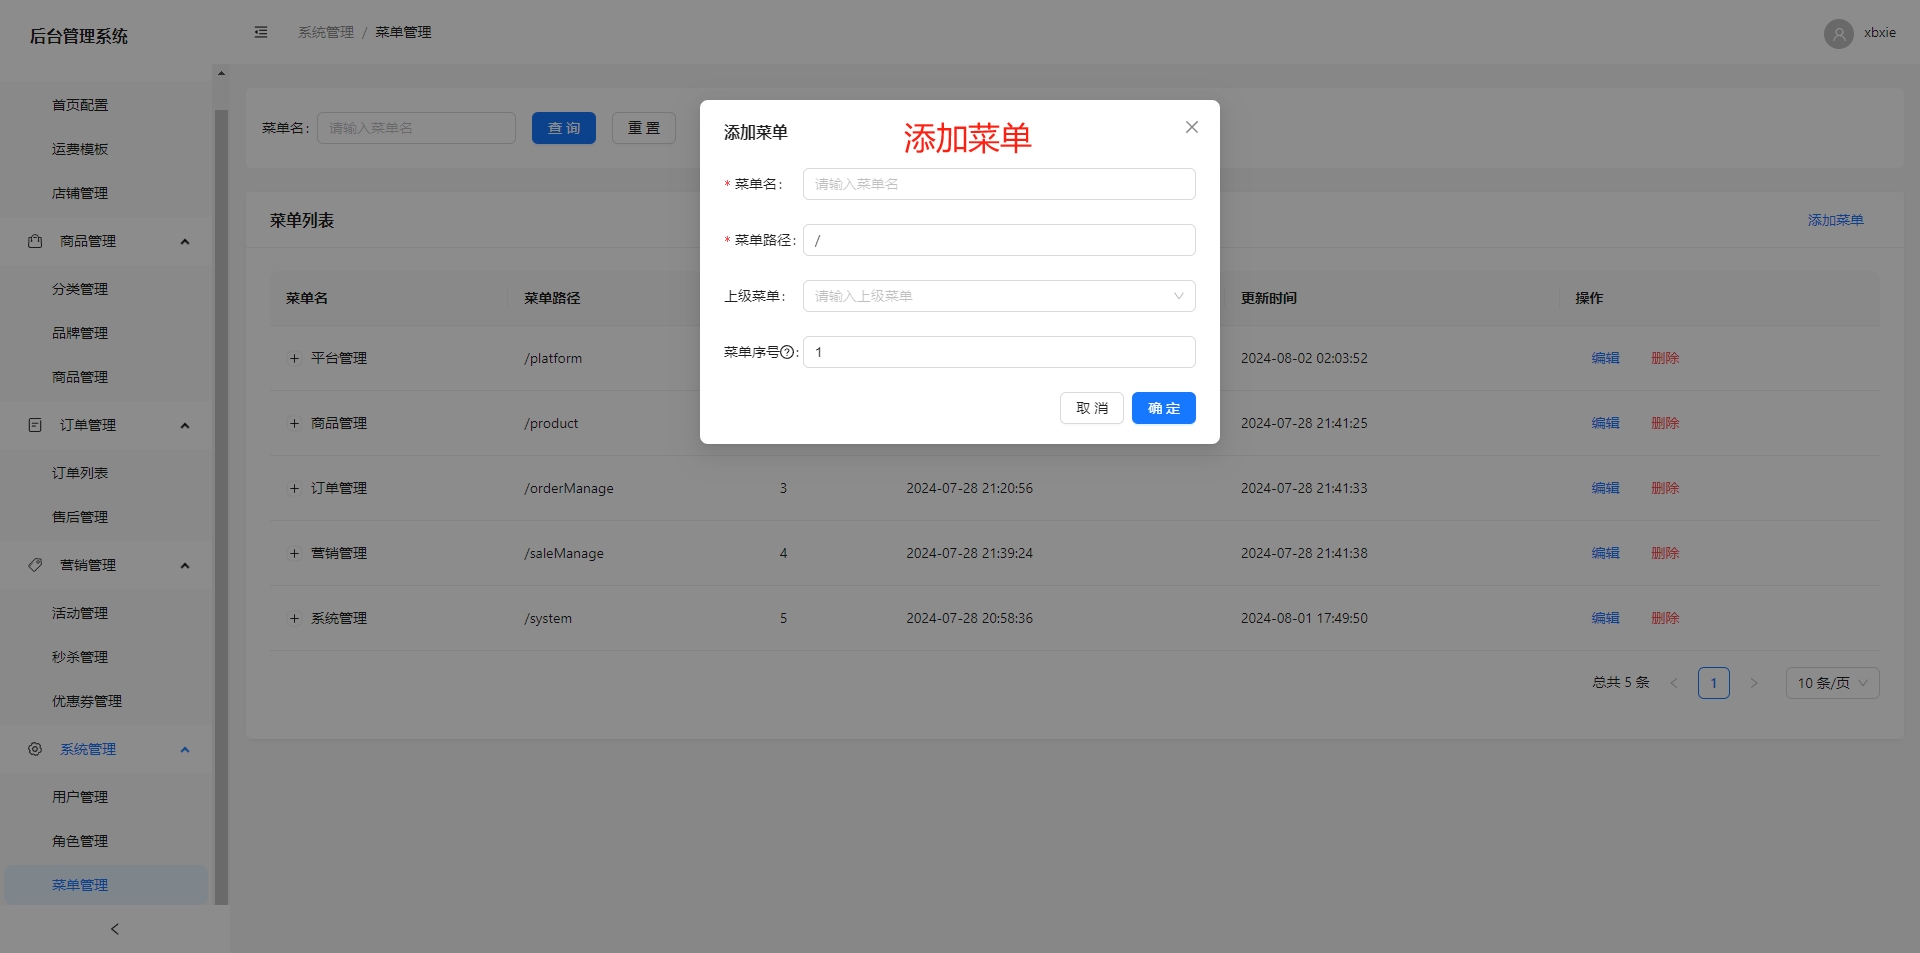 后台管理系统
系统管理 / 菜单管理
xbxie
首页配置
运费模板
店铺管理
商品管理
分类管理
品牌管理
商品管理
订单管理
订单列表
售后管理
营销管理
活动管理
秒杀管理
优惠券管理
系统管理
用户管理
角色管理
菜单管理
菜单名: 请输入菜单名 查 询 重 置
菜单列表 添加菜单
菜单名 菜单路径 更新时间 操作
+ 平台管理 /platform 2024-08-02 02:03:52 编辑 删除
+ 商品管理 /product 2024-07-28 21:41:25 编辑 删除
+ 订单管理 /orderManage 3 2024-07-28 21:20:56 2024-07-28 21:41:33 编辑 删除
+ 营销管理 /saleManage 4 2024-07-28 21:39:24 2024-07-28 21:41:38 编辑 删除
+ 系统管理 /system 5 2024-07-28 20:58:36 2024-08-01 17:49:50 编辑 删除
总共 5 条 < 1 > 10 条/页
添加菜单
添加菜单
* 菜单名: 请输入菜单名
* 菜单路径: /
上级菜单: 请输入上级菜单
菜单序号?: 1
取 消 确 定